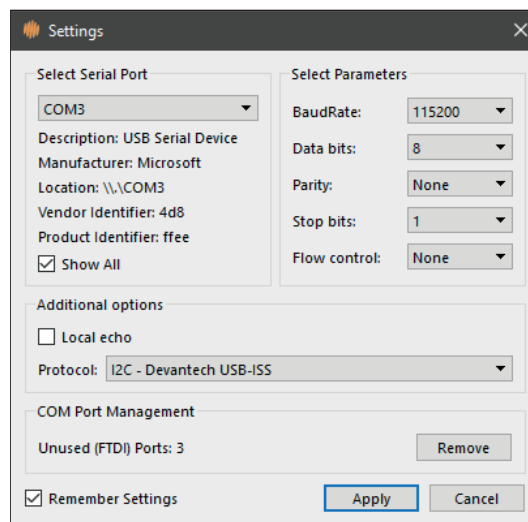 Settings
Select Serial Port
COM3
Description: USB Serial Device
Manufacturer: Microsoft
Location: \\.\COM3
Vendor Identifier: 4d8
Product Identifier: ffee
Show All
Select Parameters
BaudRate: 115200
Data bits: 8
Parity: None
Stop bits: 1
Flow control: None
Additional options
Local echo
Protocol: I2C - Devantech USB-ISS
COM Port Management
Unused (FTDI) Ports: 3 Remove
Remember Settings Apply Cancel